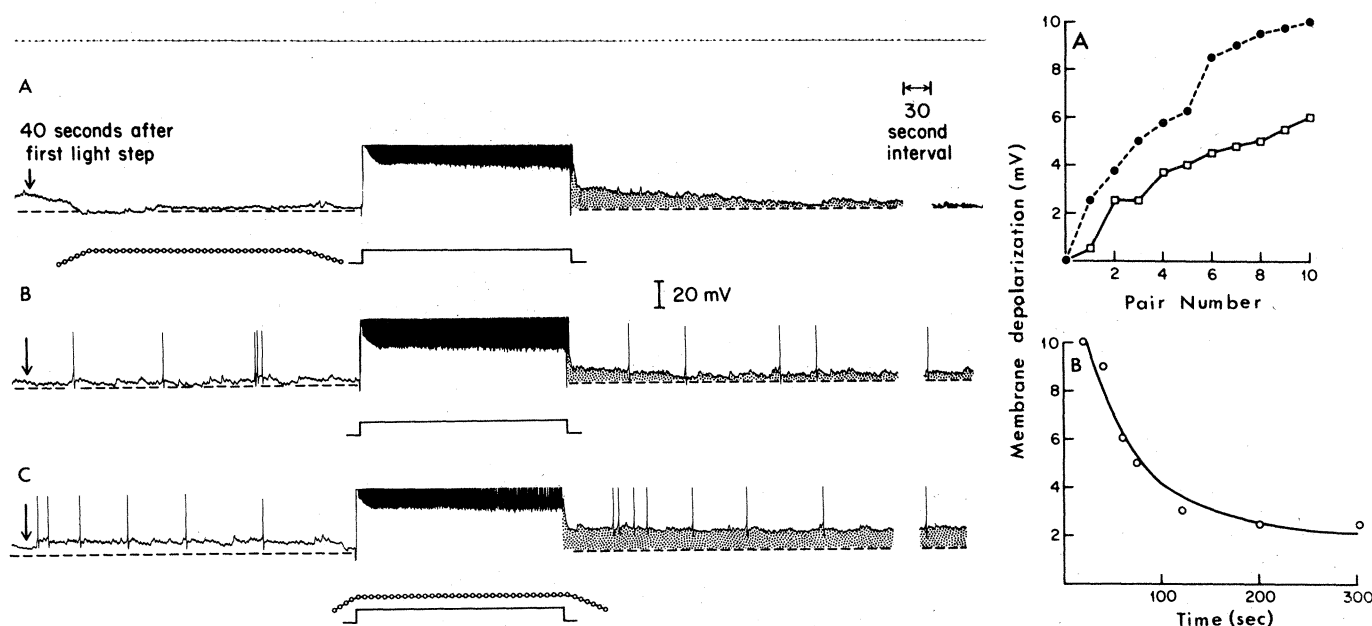 A
40 seconds after
first light step
30
second
interval
B
20 mV
C
A
10
8
6
4
2
2 4 6 8 10
Pair Number
Membrane depolarization (mV)
B
10
8
6
4
2
100 200 300
Time (sec)